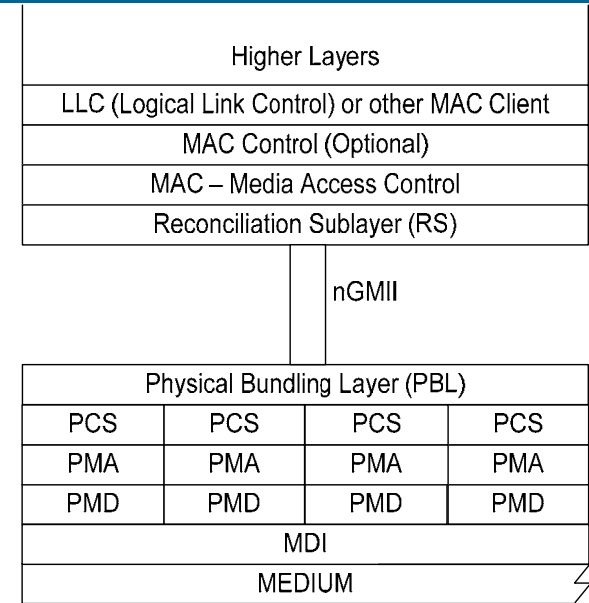 Higher Layers
LLC (Logical Link Control) or other MAC Client
MAC Control (Optional)
MAC – Media Access Control
Reconciliation Sublayer (RS)
nGMII
Physical Bundling Layer (PBL)
PCS PCS PCS PCS
PMA PMA PMA PMA
PMD PMD PMD PMD
MDI
MEDIUM